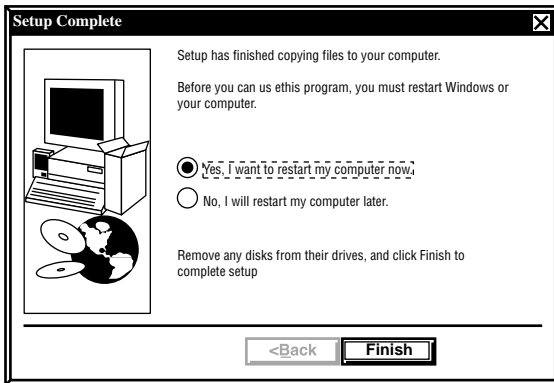 Setup Complete
Setup has finished copying files to your computer.
Before you can us ethis program, you must restart Windows or
your computer.
Yes, I want to restart my computer now.
No, I will restart my computer later.
Remove any disks from their drives, and click Finish to
complete setup
<Back
Finish